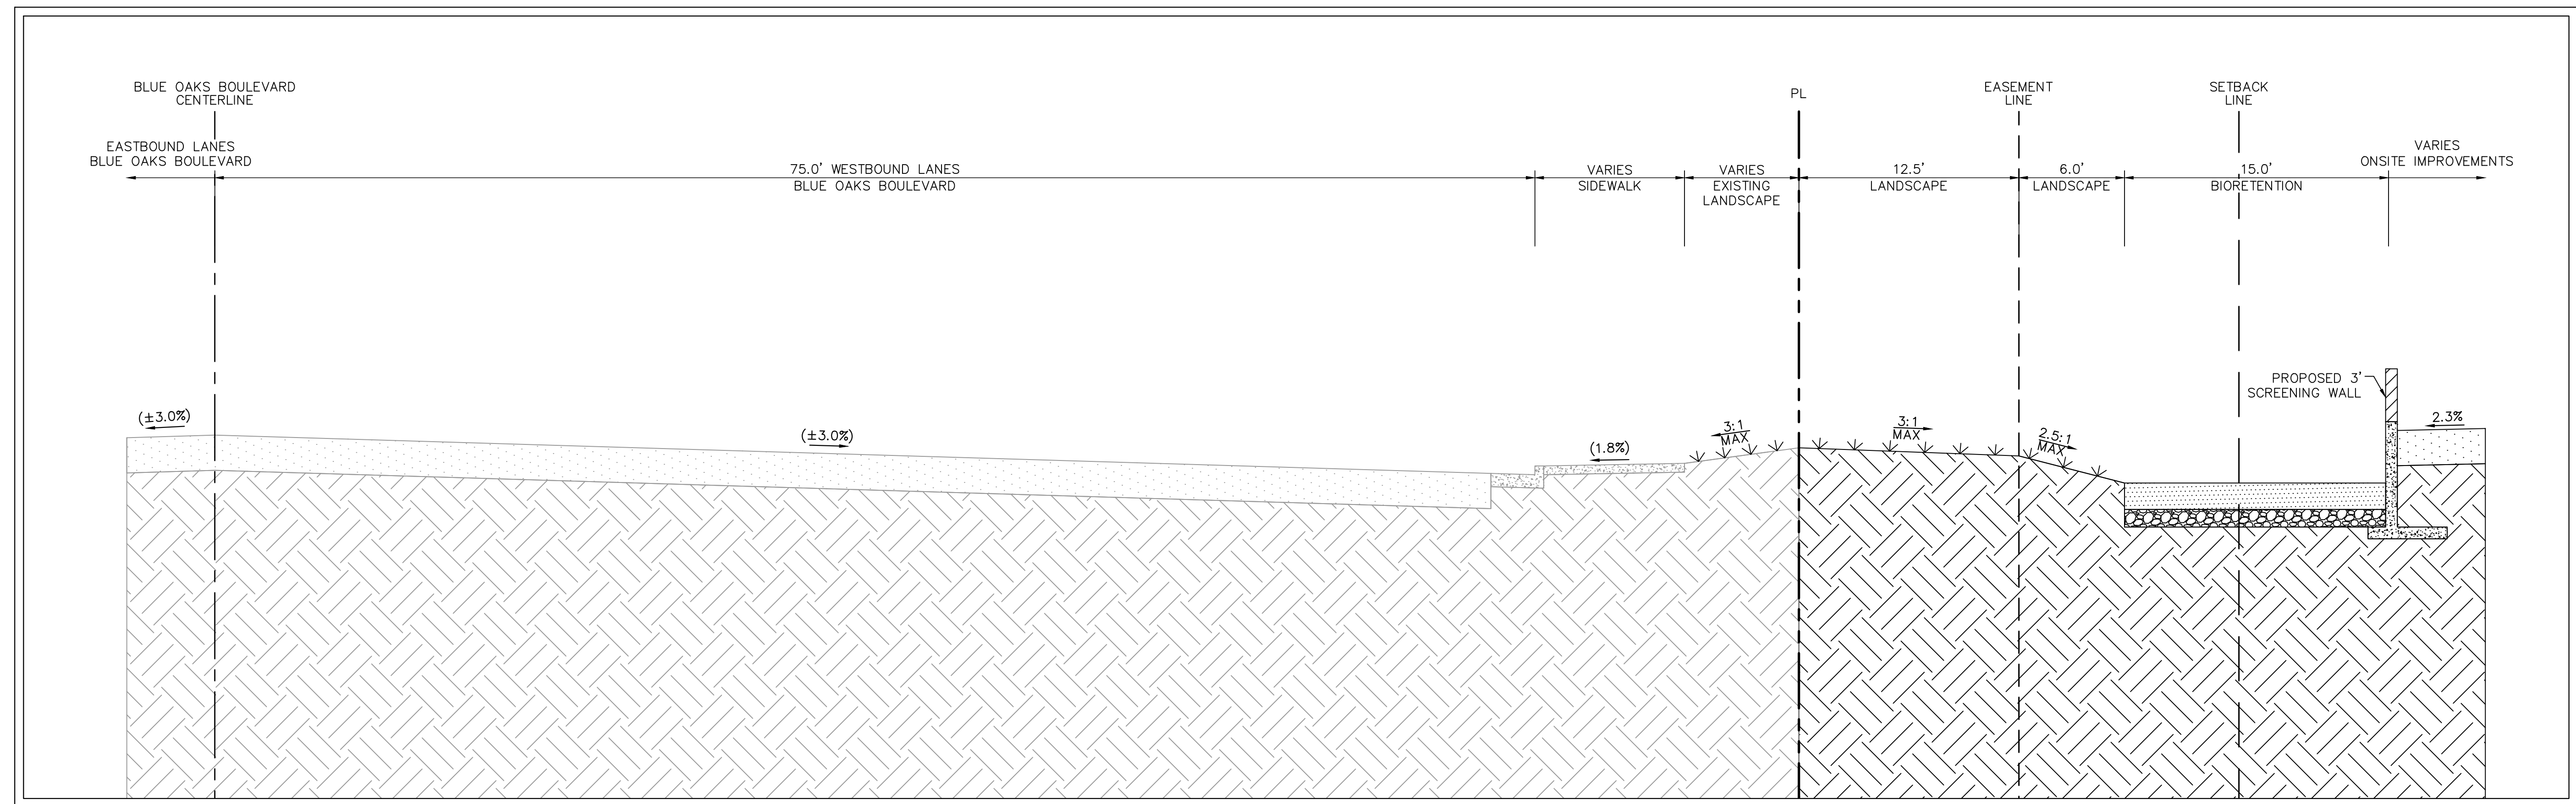 BLUE OAKS BOULEVARD
CENTERLINE
EASTBOUND LANES
BLUE OAKS BOULEVARD
75.0' WESTBOUND LANES
BLUE OAKS BOULEVARD
VARIES
SIDEWALK
VARIES
EXISTING
LANDSCAPE
PL
12.5'
LANDSCAPE
EASEMENT
LINE
6.0'
LANDSCAPE
SETBACK
LINE
15.0'
BIORETENTION
VARIES
ONSITE IMPROVEMENTS
(±3.0%)
(±3.0%)
(1.8%)
3:1
MAX
3:1
MAX
2.5:1
MAX
PROPOSED 3'
SCREENING WALL
2.3%